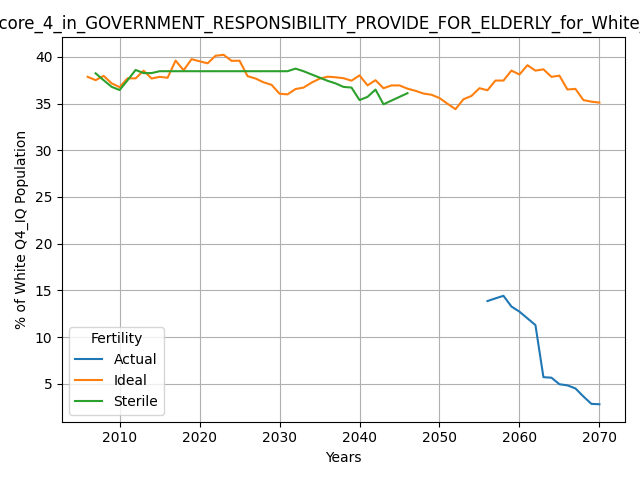 core_4_in_GOVERNMENT_RESPONSIBILITY_PROVIDE_FOR_ELDERLY_for_White_
% of White Q4_IQ Population
40
35
30
25
20
15
10
5
Fertility
Actual
Ideal
Sterile
2010 2020 2030 2040 2050 2060 2070
Years